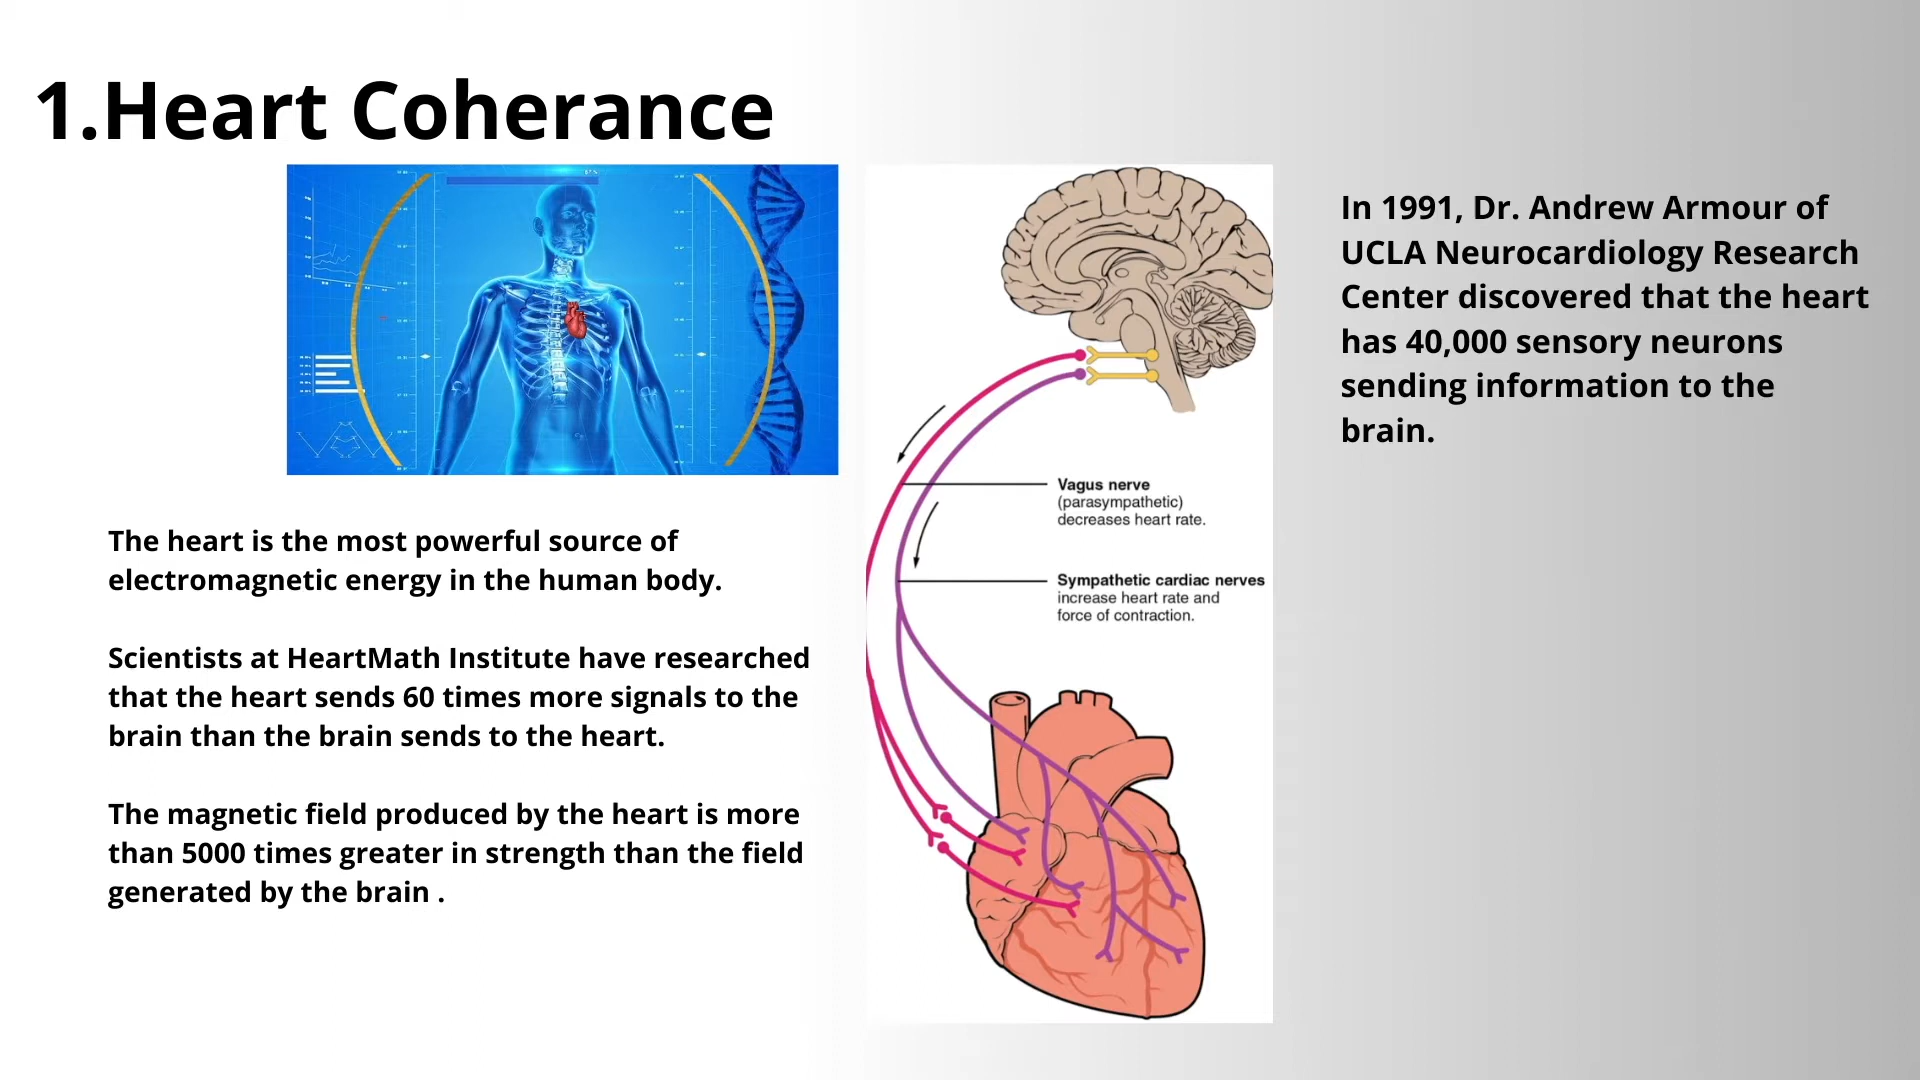 1.Heart Coherance
The heart is the most powerful source of
electromagnetic energy in the human body.
Scientists at HeartMath Institute have researched
that the heart sends 60 times more signals to the
brain than the brain sends to the heart.
The magnetic field produced by the heart is more
than 5000 times greater in strength than the field
generated by the brain .
Vagus nerve
(parasympathetic)
decreases heart rate.
Sympathetic cardiac nerves
increase heart rate and
force of contraction.
In 1991, Dr. Andrew Armour of
UCLA Neurocardiology Research
Center discovered that the heart
has 40,000 sensory neurons
sending information to the
brain.